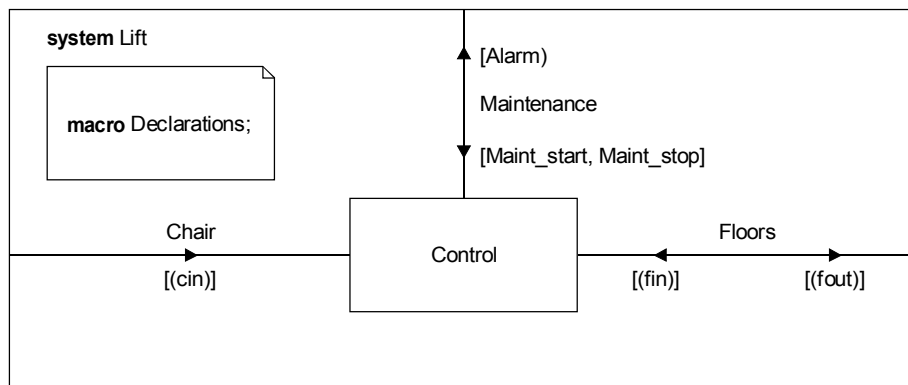 system Lift
[Alarm)
Maintenance
macro Declarations;
[Maint_start, Maint_stop]
Chair
Control
Floors
[(cin)]
[(fin)]
[(fout)]